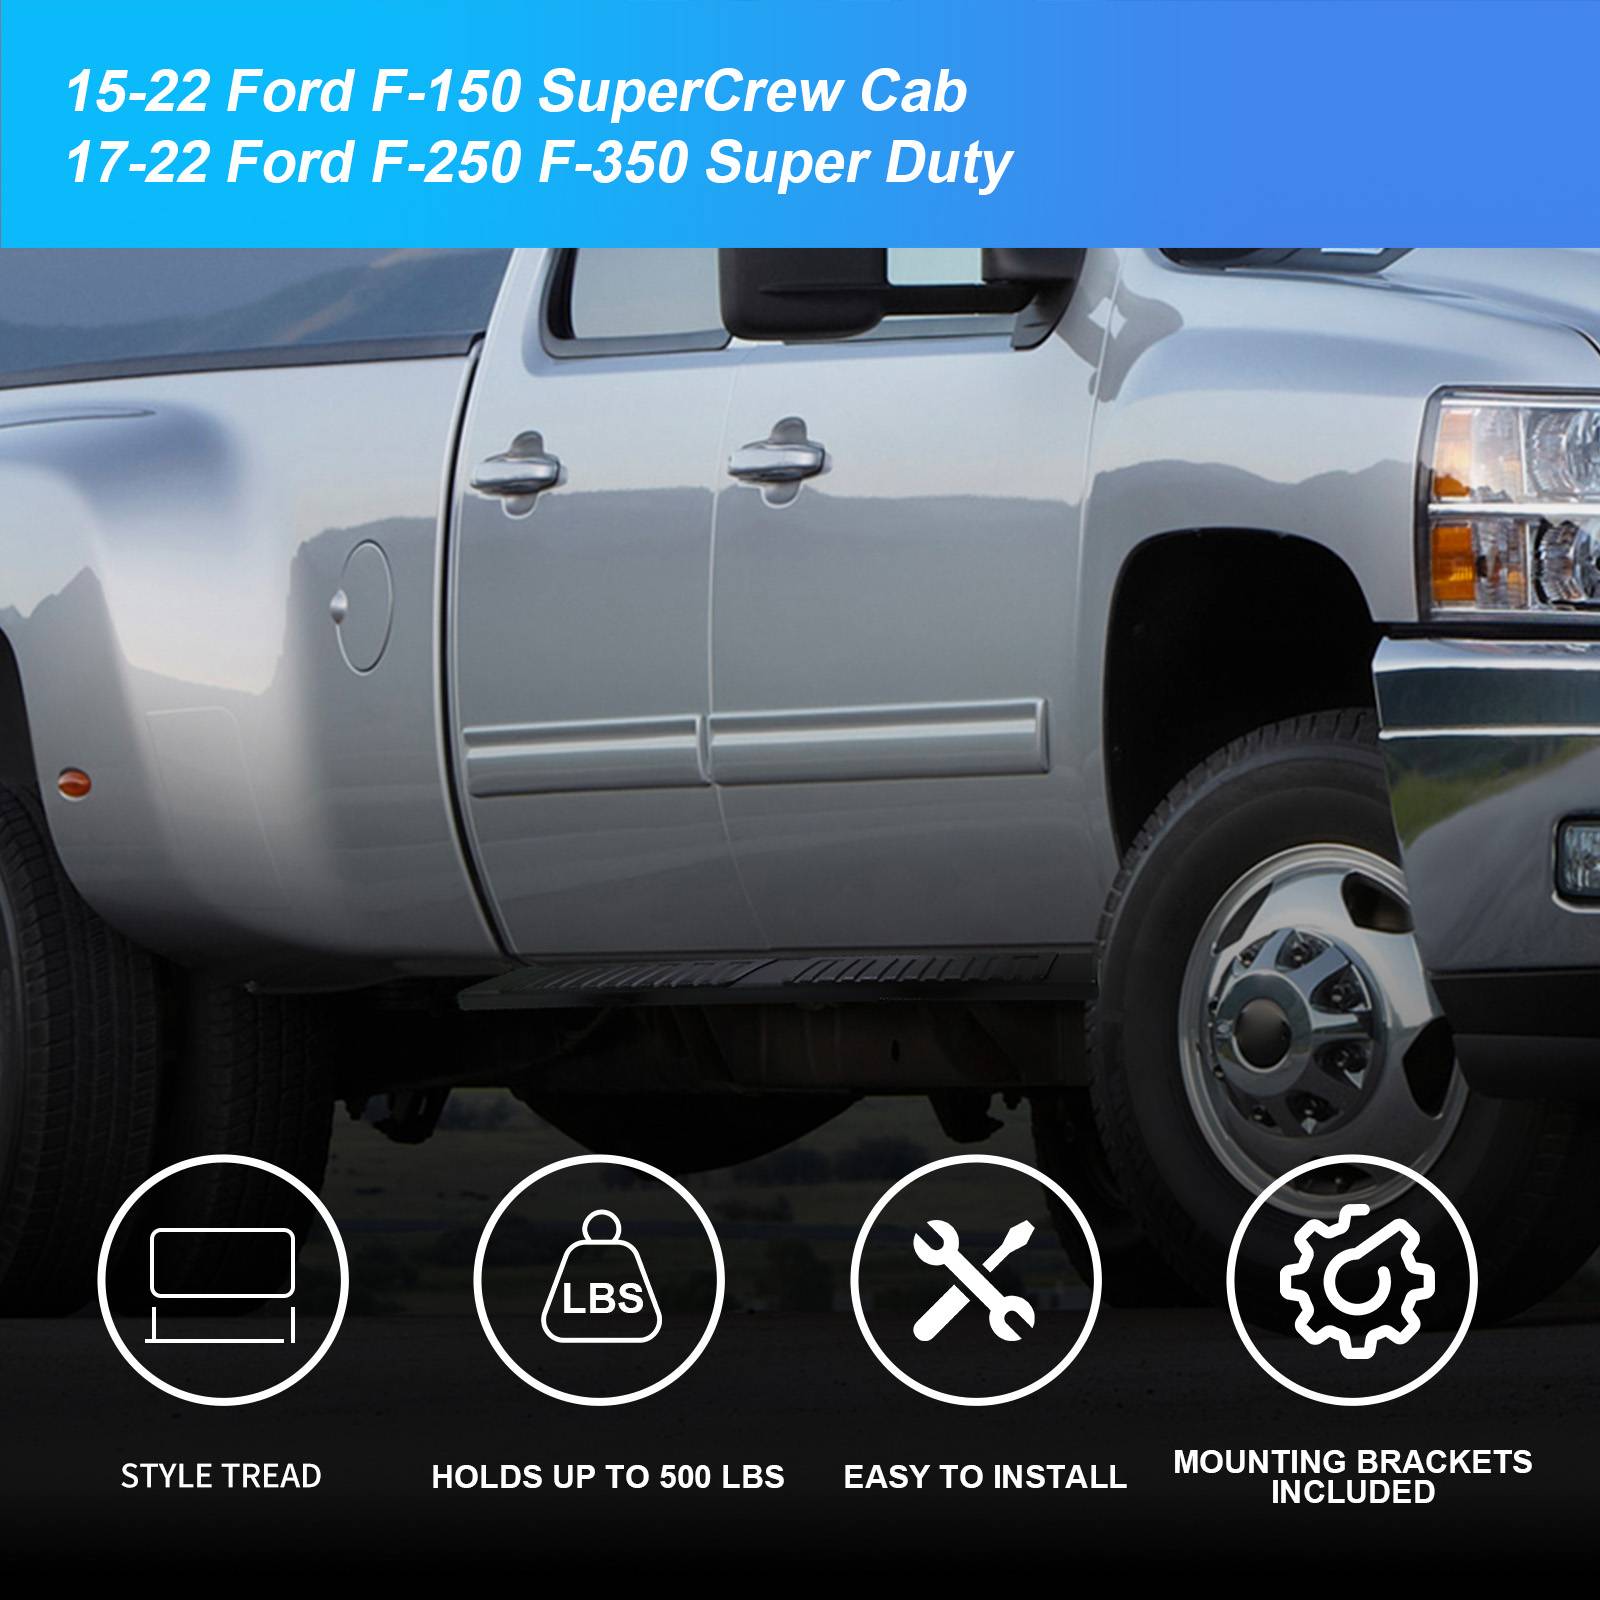 15-22 Ford F-150 SuperCrew Cab
17-22 Ford F-250 F-350 Super Duty
LBS
STYLE TREAD
HOLDS UP TO 500 LBS
EASY TO INSTALL
MOUNTING BRACKETS
INCLUDED